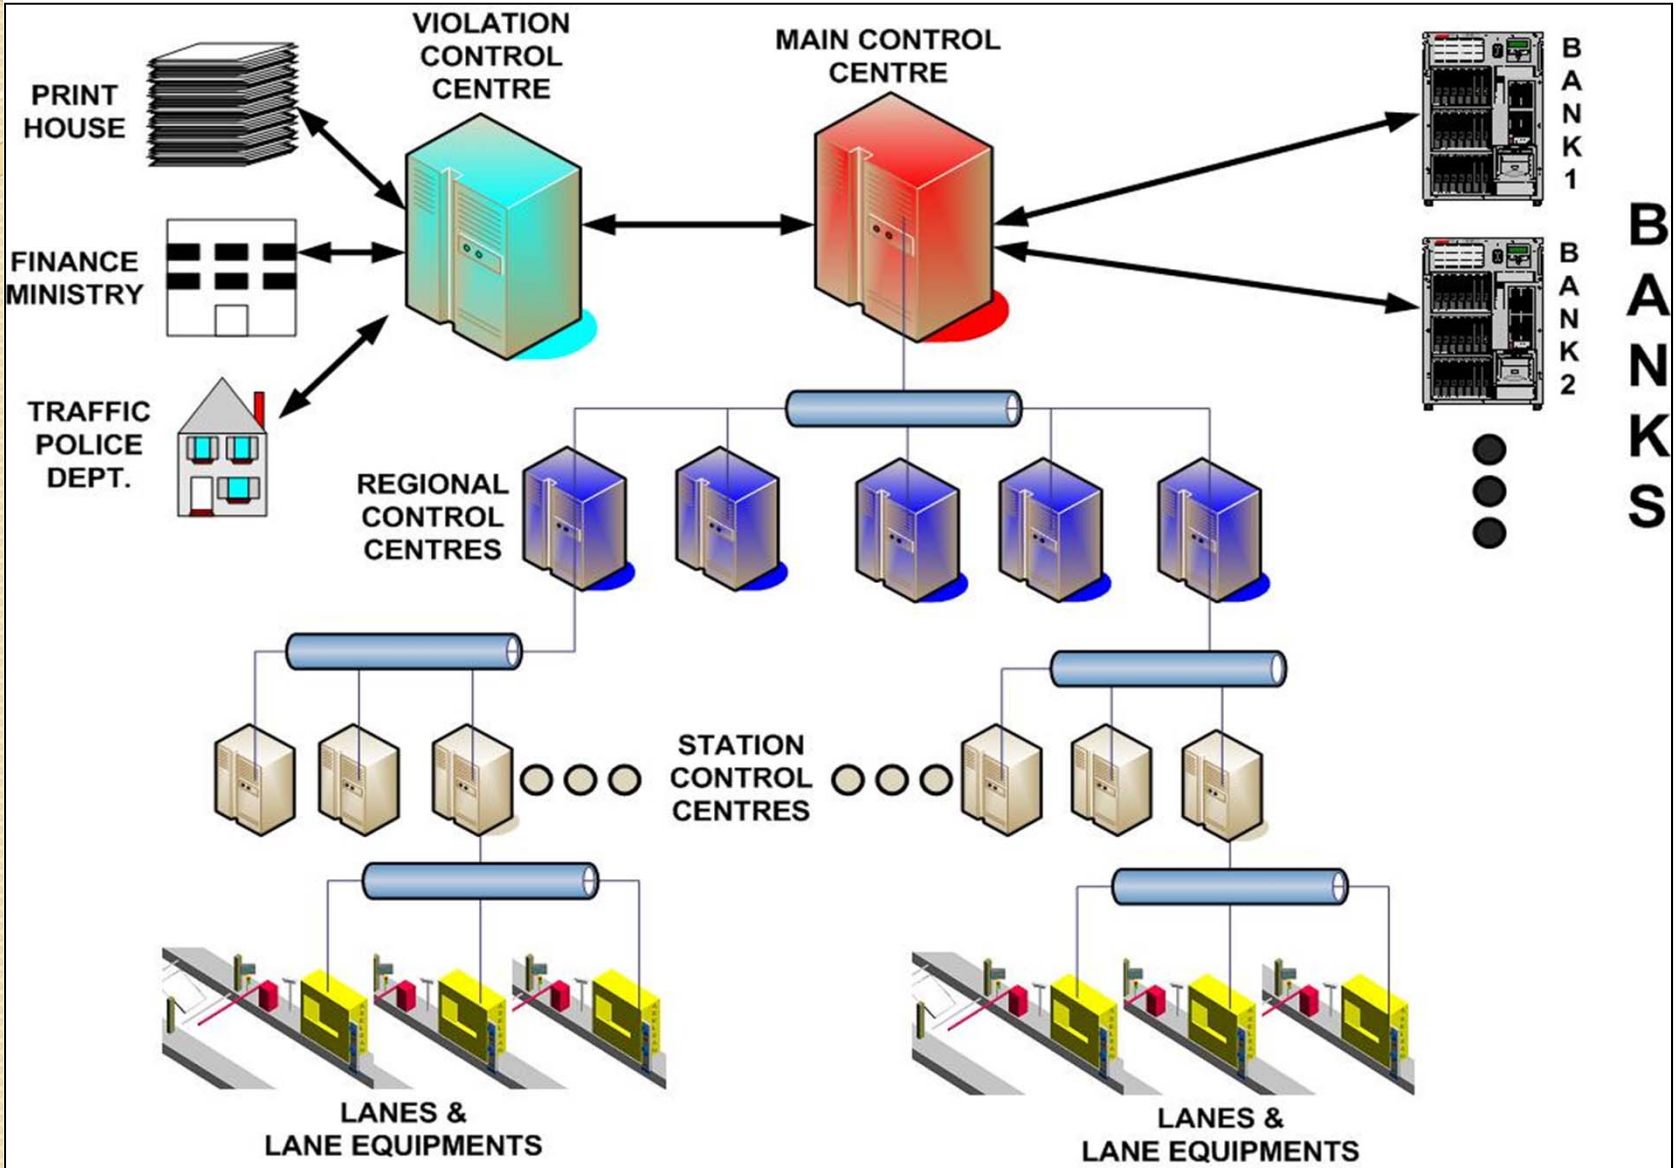 VIOLATION
CONTROL
CENTRE
MAIN CONTROL
CENTRE
PRINT
HOUSE
FINANCE
MINISTRY
TRAFFIC
POLICE
DEPT.
B
A
N
K
1
B
A
N
K
2
B
A
N
K
S
REGIONAL
CONTROL
CENTRES
STATION
CONTROL
CENTRES
LANES &
LANE EQUIPMENTS
LANES &
LANE EQUIPMENTS